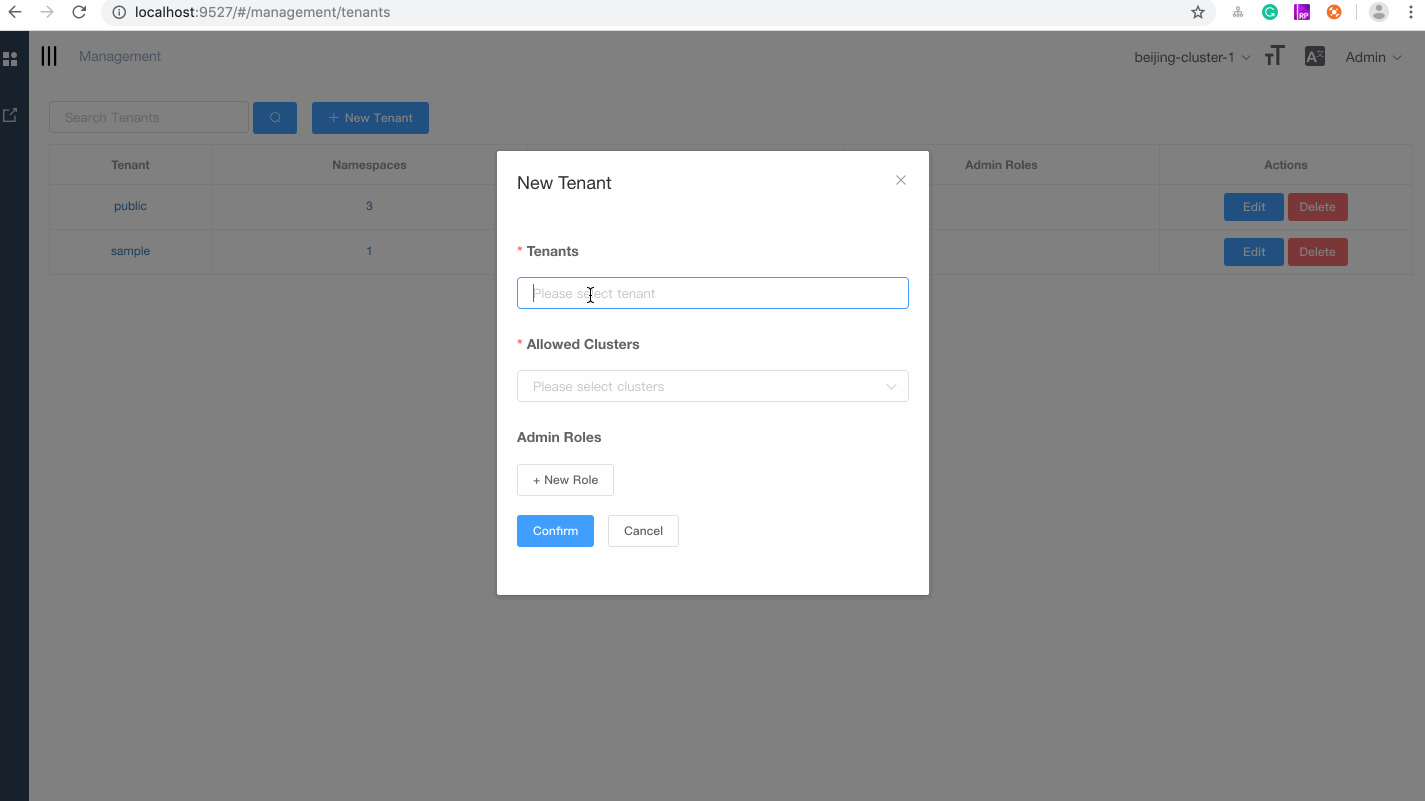 localhost:9527/#/management/tenants
Management
beijing-cluster-1
Admin
Search Tenants
New Tenant
Tenant
Namespaces
Admin Roles
Actions
public
3
Edit
Delete
sample
1
Edit
Delete
New Tenant
* Tenants
Please select tenant
* Allowed Clusters
Please select clusters
Admin Roles
+ New Role
Confirm
Cancel